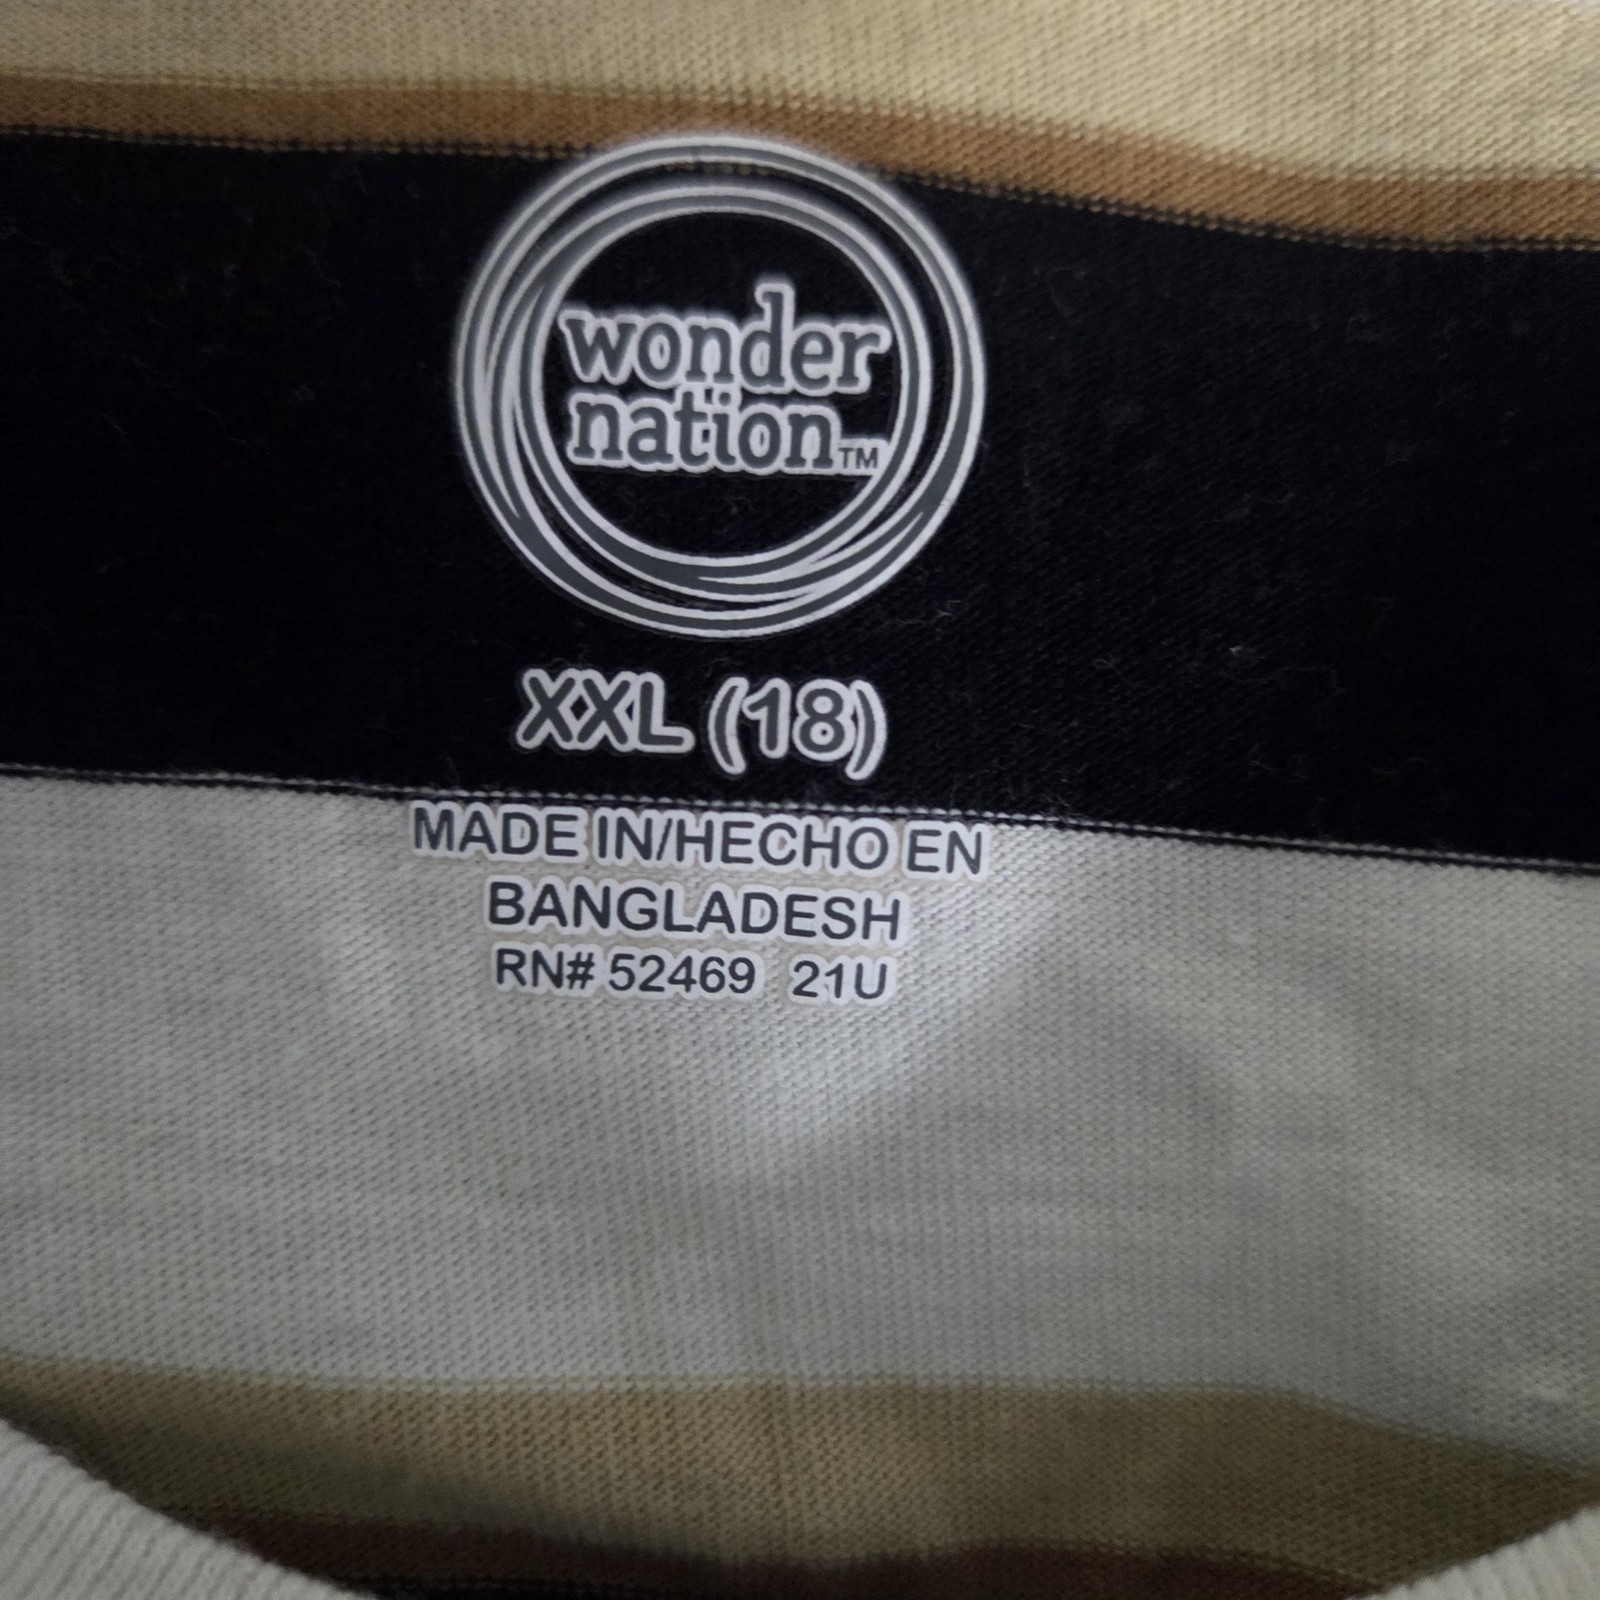 wonder
nation™
XXL (18)
MADE IN/HECHO EN
BANGLADESH
RN# 52469 21U